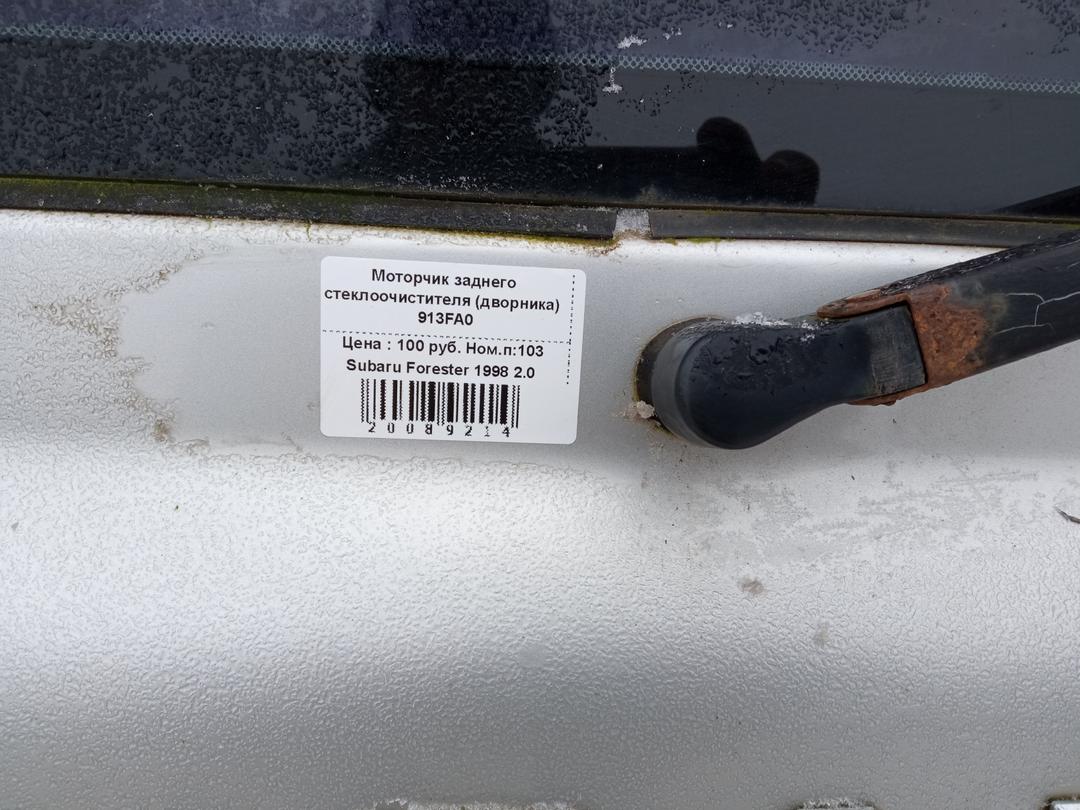 Моторчик заднего
стеклоочистителя (дворника)
913FA0
Цена : 100 руб. Ном.п:103
Subaru Forester 1998 2.0
20089214